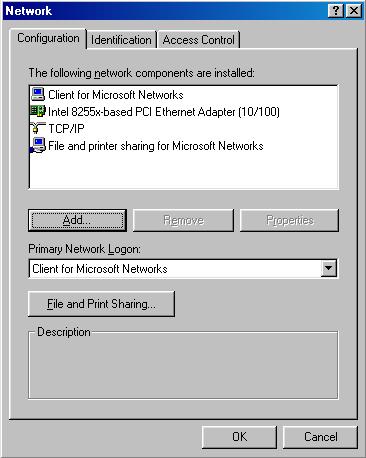 Network
Configuration Identification Access Control
The following network components are installed:
Client for Microsoft Networks
Intel 8255x-based PCI Ethernet Adapter (10/100)
TCP/IP
File and printer sharing for Microsoft Networks
Add... Remove Properties
Primary Network Logon:
Client for Microsoft Networks
File and Print Sharing...
Description
OK Cancel